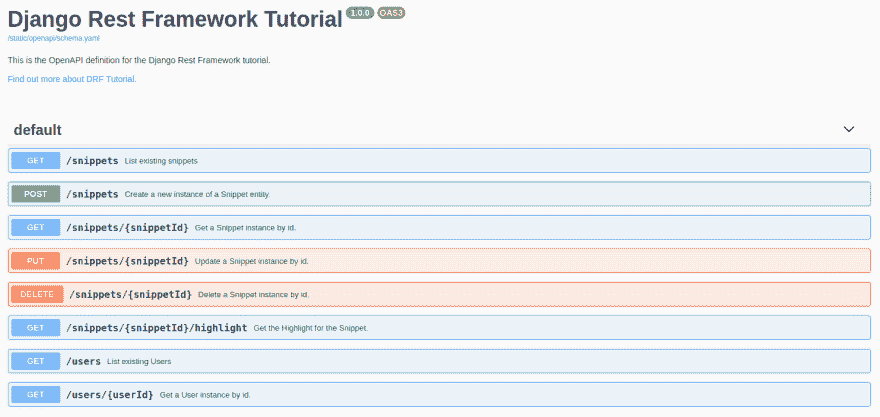 Django Rest Framework Tutorial 1.0.0 OAS3
/static/openapi/schema.yaml
This is the OpenAPI definition for the Django Rest Framework tutorial.
Find out more about DRF Tutorial.
default
GET /snippets List existing snippets
POST /snippets Create a new instance of a Snippet entity.
GET /snippets/{snippetId} Get a Snippet instance by id.
PUT /snippets/{snippetId} Update a Snippet instance by id.
DELETE /snippets/{snippetId} Delete a Snippet instance by id.
GET /snippets/{snippetId}/highlight Get the Highlight for the Snippet.
GET /users List existing Users
GET /users/{userId} Get a User instance by id.